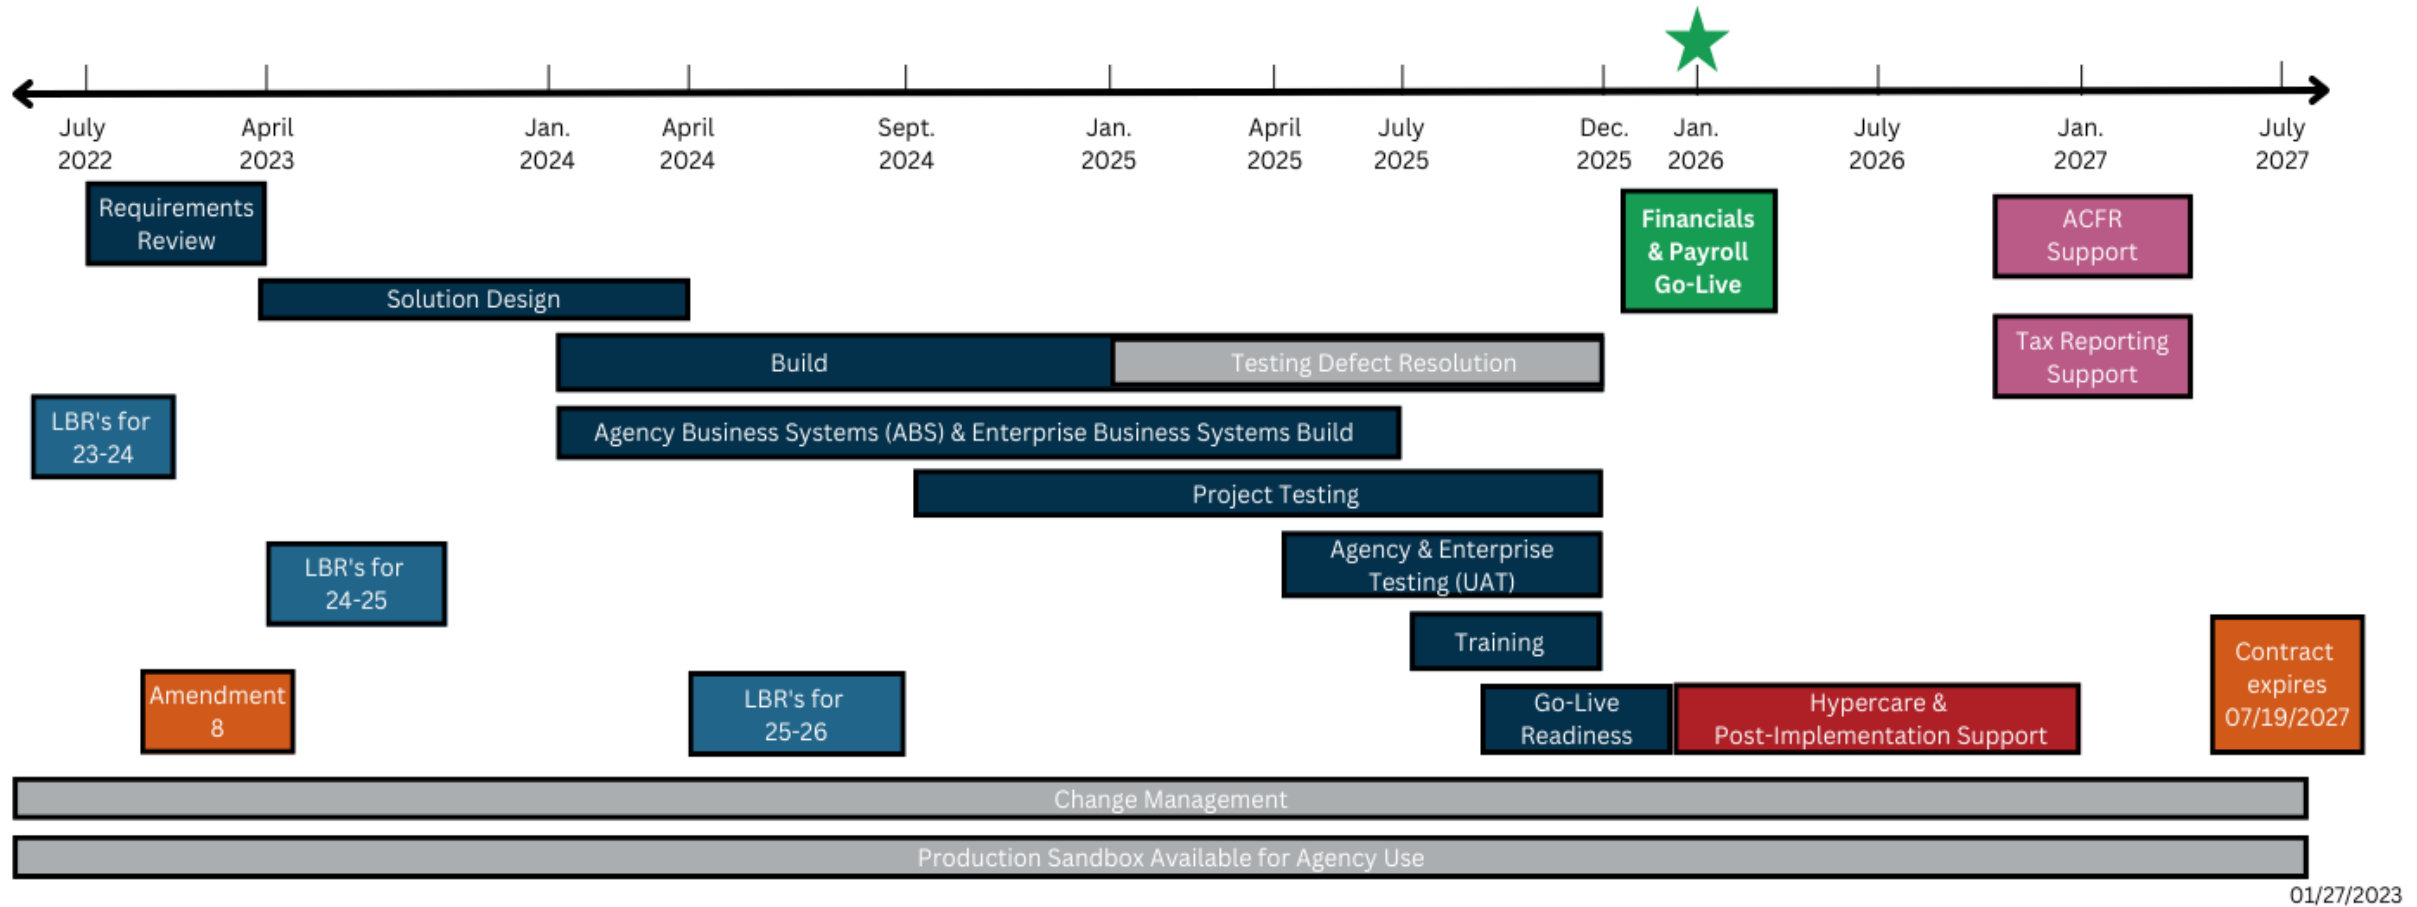 July
2022
April
2023
Jan.
2024
April
2024
Sept.
2024
Jan.
2025
April
2025
July
2025
Dec.
2025
Jan.
2026
July
2026
Jan.
2027
July
2027
Requirements
Review
Financials
& Payroll
Go-Live
ACFR
Support
Solution Design
Build
Testing Defect Resolution
Tax Reporting
Support
LBR's for
23-24
Agency Business Systems (ABS) & Enterprise Business Systems Build
Project Testing
Agency & Enterprise
Testing (UAT)
LBR's for
24-25
Training
Contract
expires
07/19/2027
Amendment
8
LBR's for
25-26
Go-Live
Readiness
Hypercare &
Post-Implementation Support
Change Management
Production Sandbox Available for Agency Use
01/27/2023